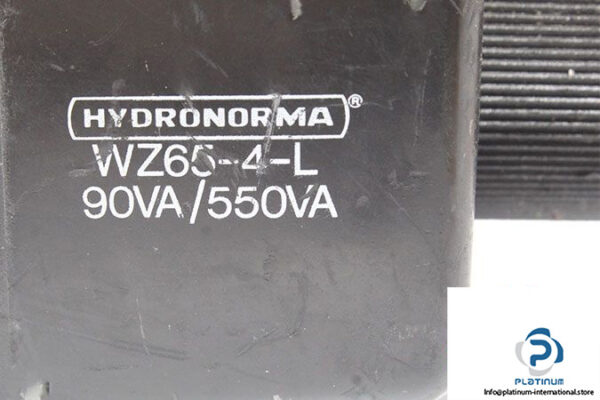 HYDRONORMA®
WZ65-4-L
90VA/550VA
PLATINUM
Info@platinum-international.store